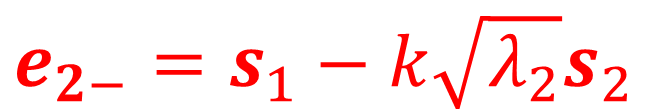 𝒆₂₋ = 𝒔₁ − 𝑘√𝜆₂𝒔₂